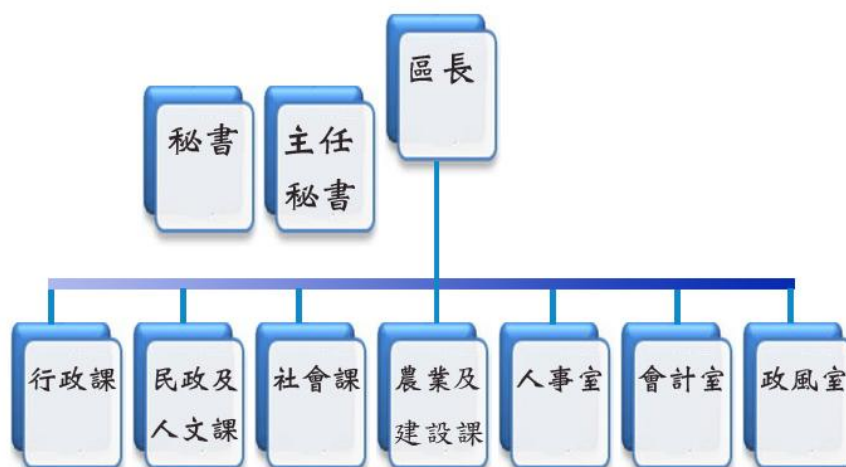 區長
秘書
主任
秘書
行政課
民政及
人文課
社會課
農業及
建設課
人事室
會計室
政風室